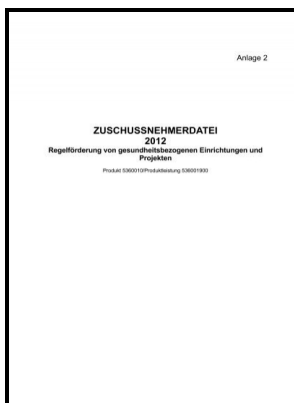 Anlage 2
ZUSCHUSSNEHMERDATEI
2012
Regelförderung von gesundheitsbezogenen Einrichtungen und
Projekten
Produkt 5360010/Produktleistung 536001900